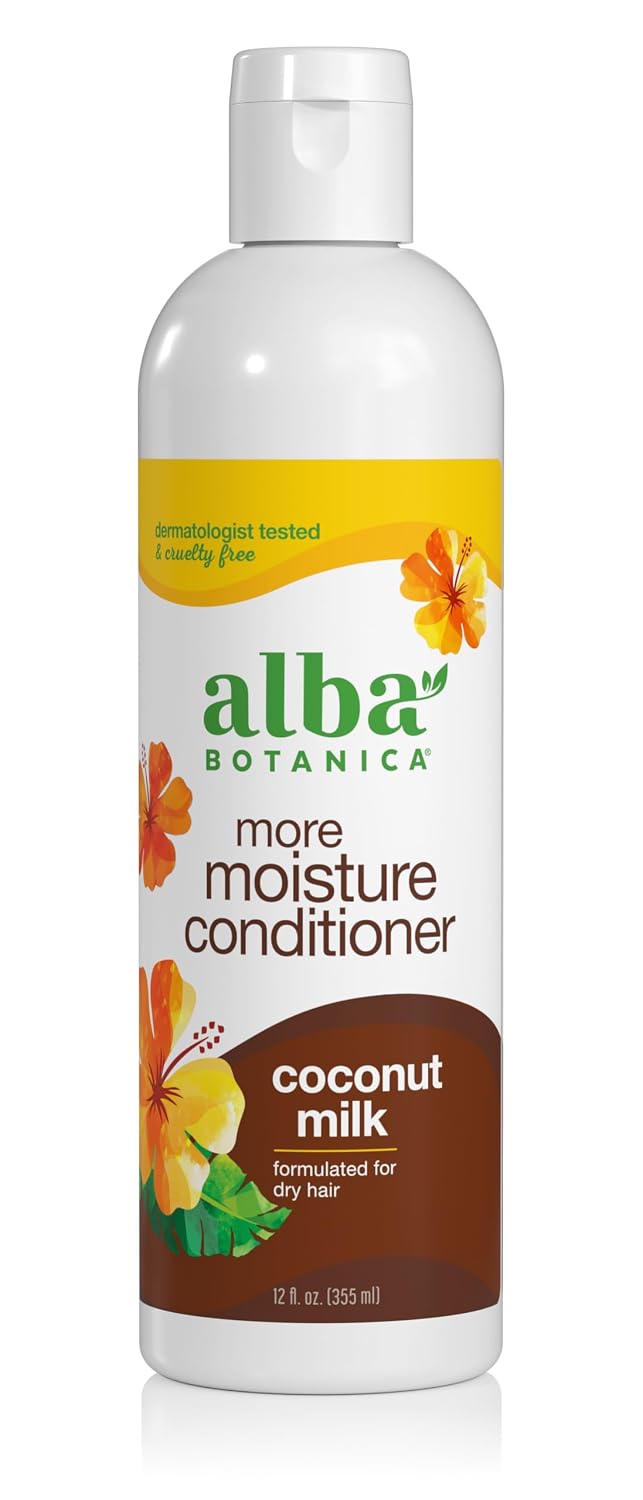 dermatologist tested
& cruelty free
alba
BOTANICA®
more
moisture
conditioner
coconut
milk
formulated for
dry hair
12 fl. oz. (355 ml)